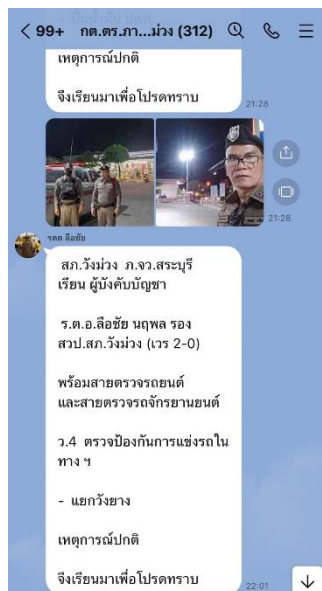 99+ กต.ตร.ภา...ม่วง (312)
เหตุการณ์ปกติ
จึงเรียนมาเพื่อโปรดทราบ
21:28
21:28
รตต ลือชัย
สภ.วังม่วง ภ.จว.สระบุรี
เรียน ผู้บังคับบัญชา
ร.ต.อ.ลือชัย นฤพล รอง
สวป.สภ.วังม่วง (เวร 2-0)
พร้อมสายตรวจรถยนต์
และสายตรวจรถจักรยานยนต์
ว.4 ตรวจป้องกันการแข่งรถใน
ทาง ฯ
- แยกวังยาง
เหตุการณ์ปกติ
จึงเรียนมาเพื่อโปรดทราบ
22:01